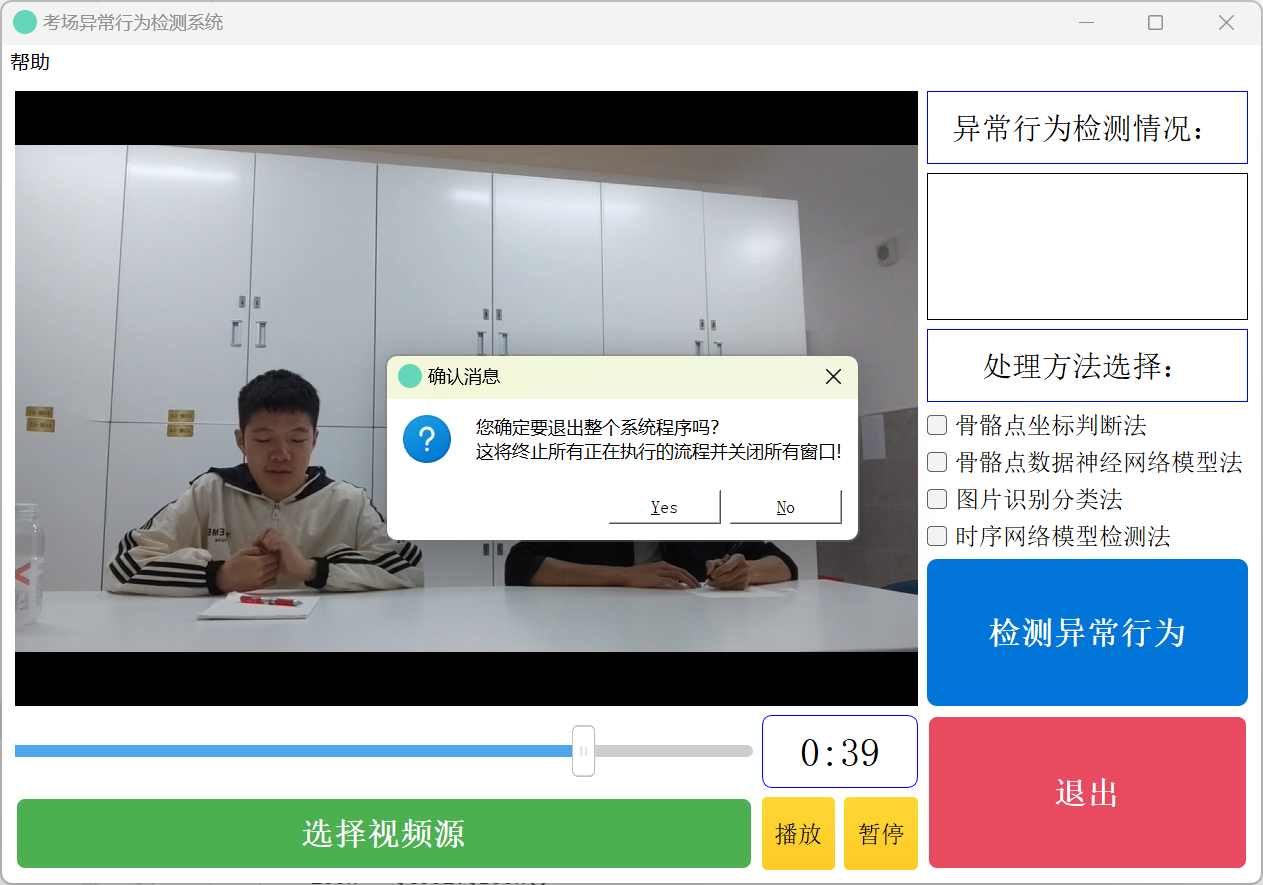 考场异常行为检测系统
帮助
异常行为检测情况：
处理方法选择：
骨骼点坐标判断法
骨骼点数据神经网络模型法
图片识别分类法
时序网络模型检测法
确认消息
您确定要退出整个系统程序吗?
这将终止所有正在执行的流程并关闭所有窗口!
Yes
No
检测异常行为
0:39
退出
选择视频源
播放
暂停